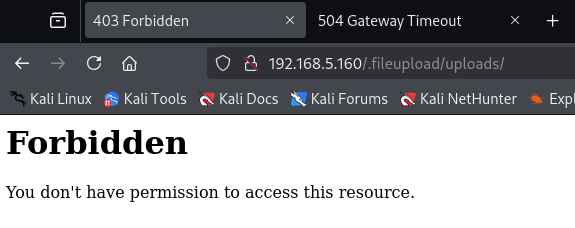 403 Forbidden
504 Gateway Timeout
192.168.5.160/.fileupload/uploads/
Kali Linux
Kali Tools
Kali Docs
Kali Forums
Kali NetHunter
Expl
Forbidden
You don't have permission to access this resource.